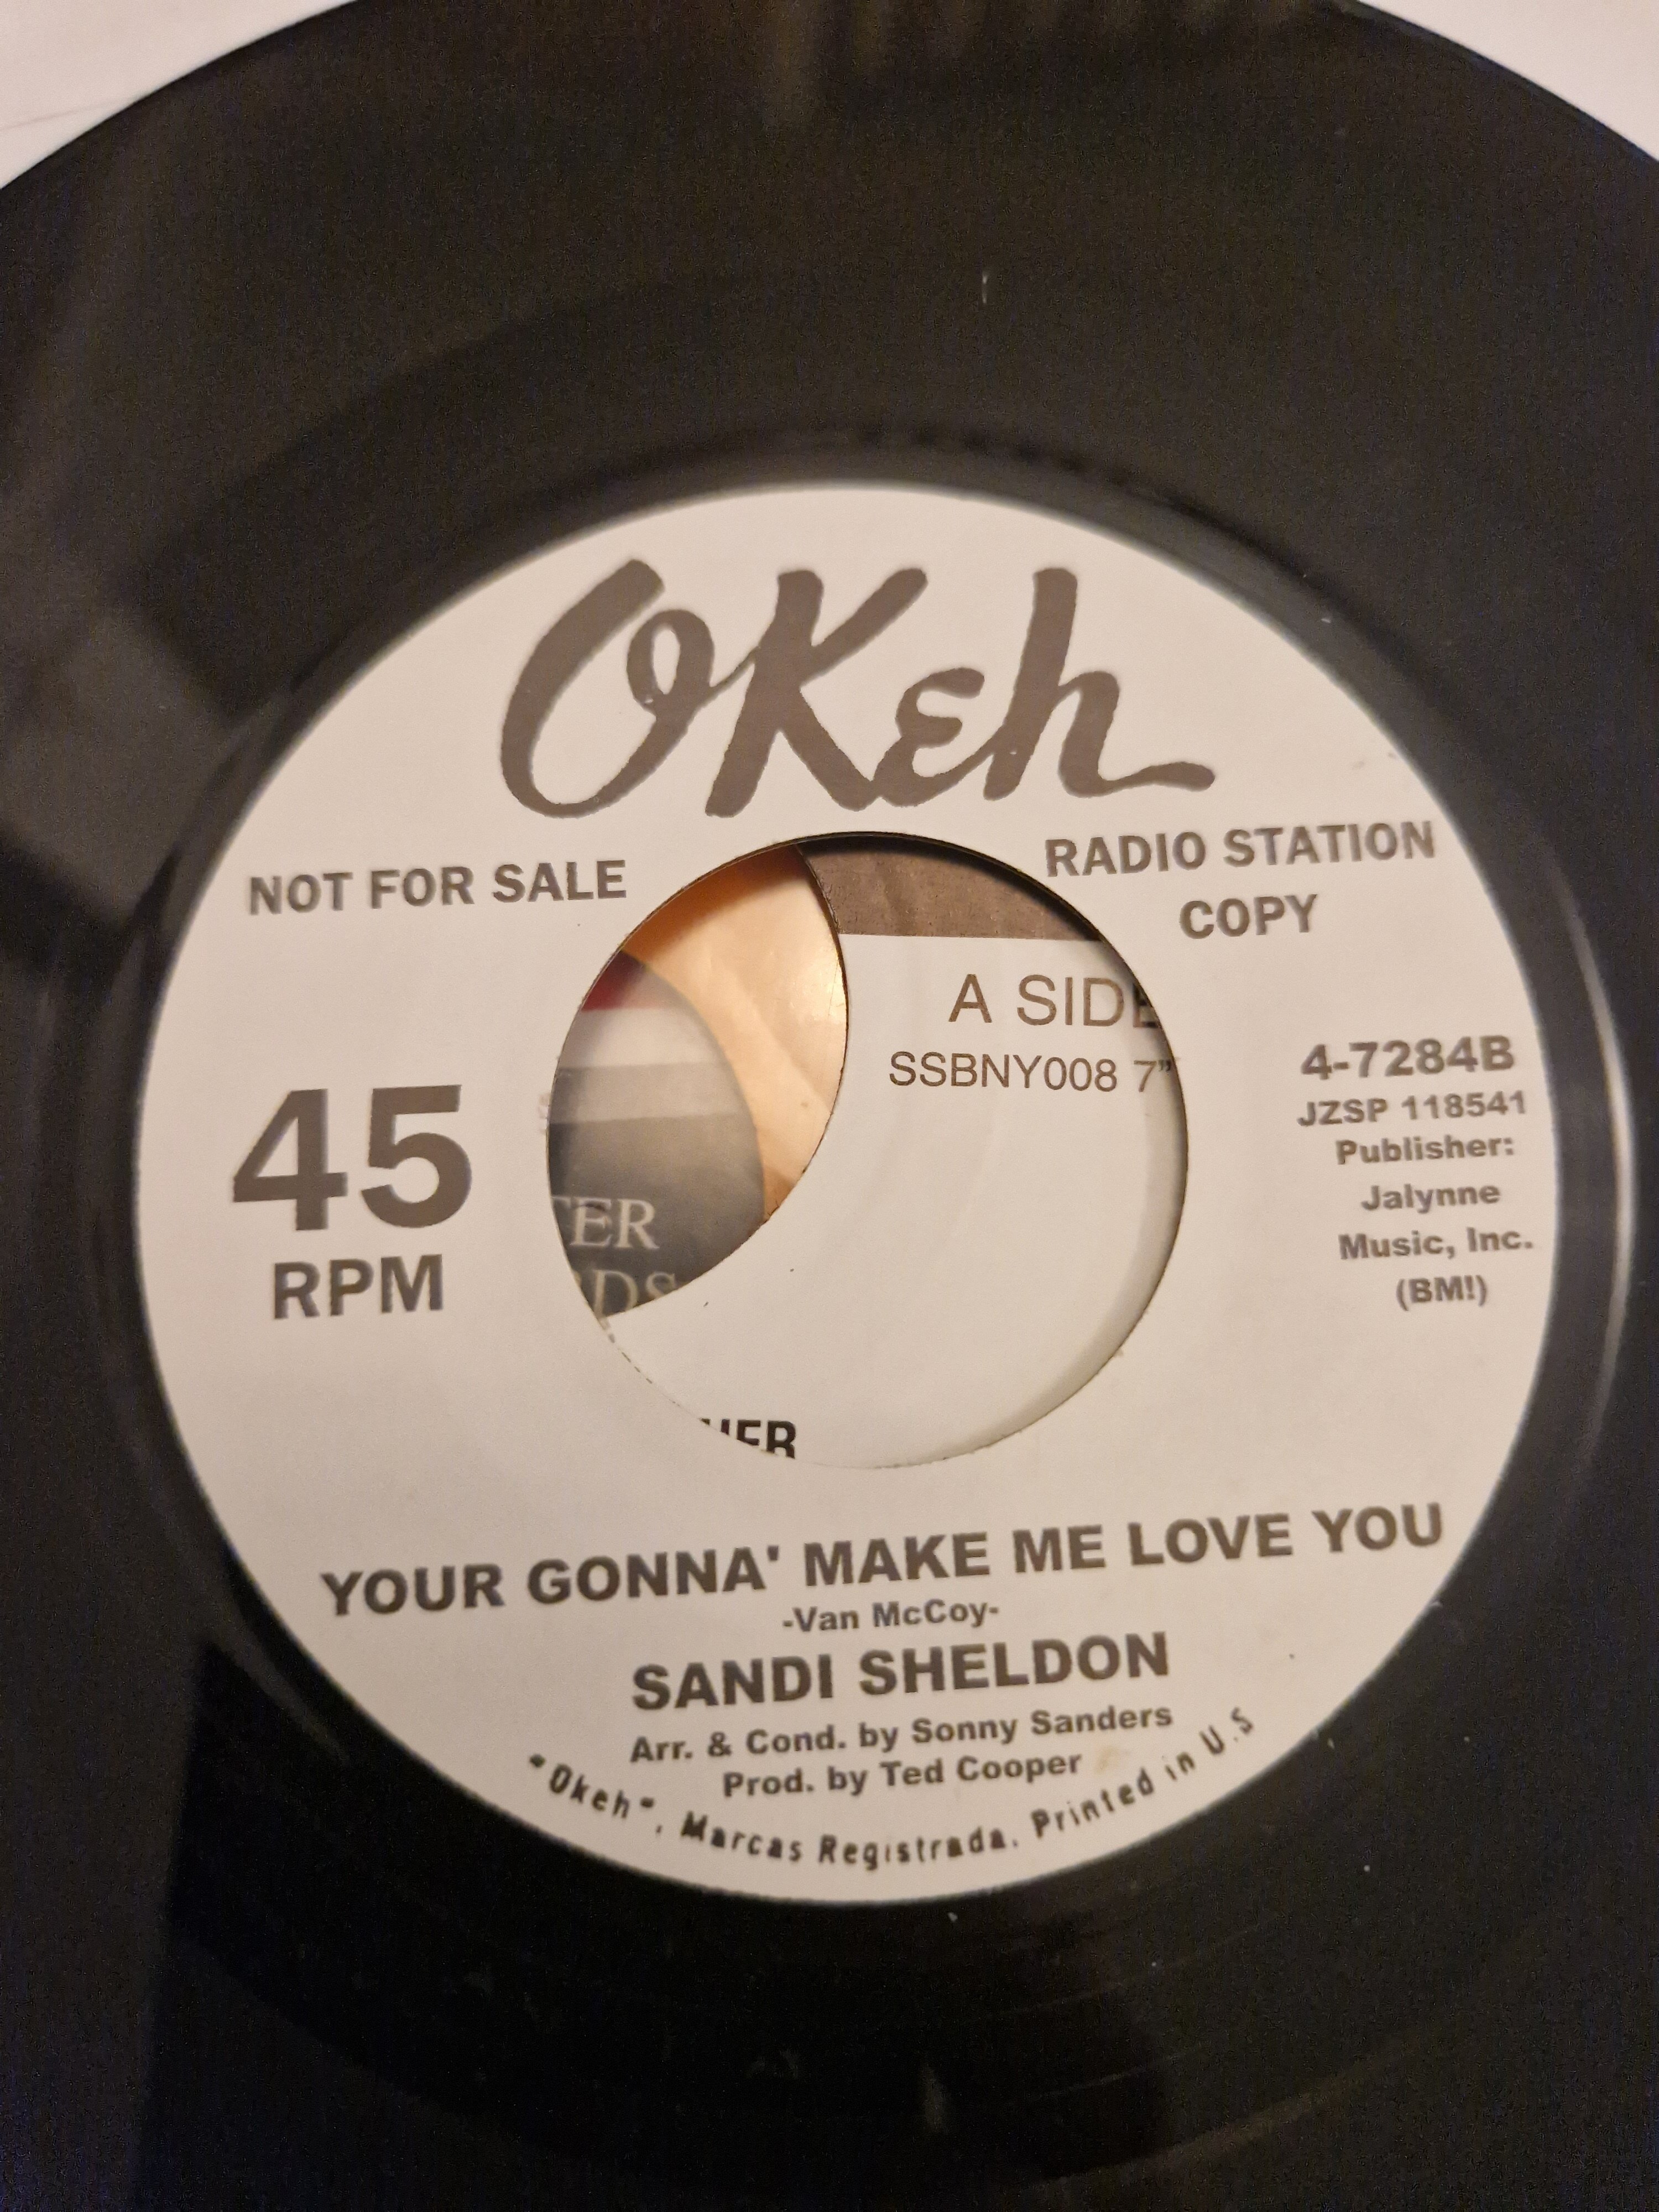 OKeh
NOT FOR SALE
RADIO STATION
COPY
A SIDE
SSBNY008 7”
45
RPM
4-7284B
JZSP 118541
Publisher:
Jalynne
Music, Inc.
(BM!)
YOUR GONNA' MAKE ME LOVE YOU
-Van McCoy-
SANDI SHELDON
Arr. & Cond. by Sonny Sanders
Prod. by Ted Cooper
"Okeh". Marcas Registrada. Printed in U.S